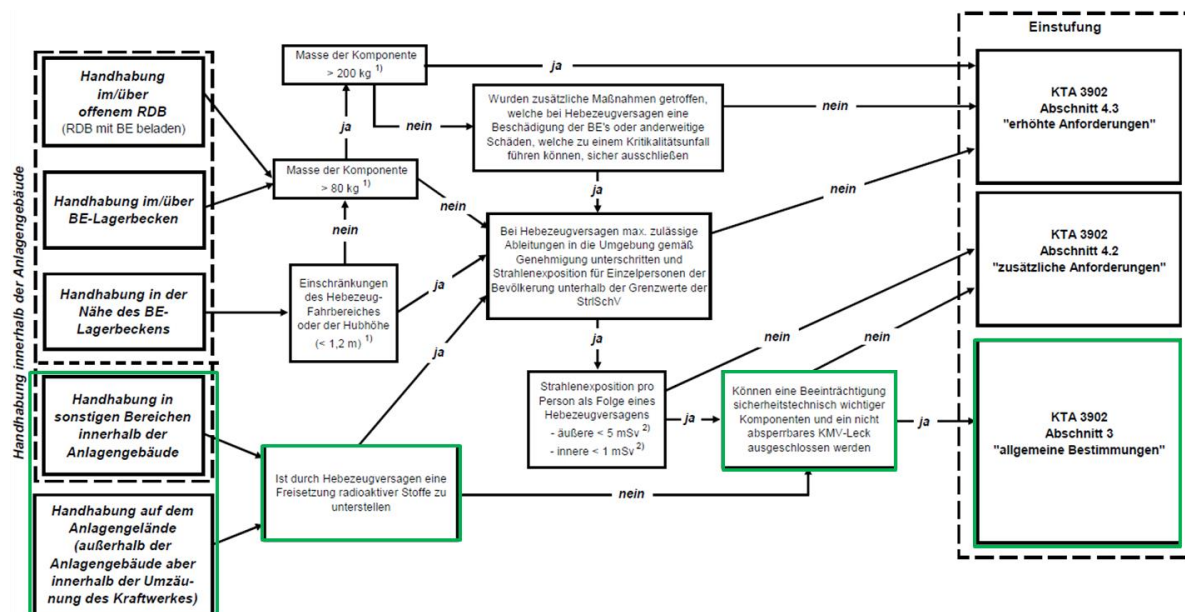 Handhabung innerhalb der Anlagengebäude
Handhabung
im/über
offenem RDB
(RDB mit BE beladen)
Handhabung im/über
BE-Lagerbecken
Handhabung in der
Nähe des BE-
Lagerbeckens
Handhabung in
sonstigen Bereichen
innerhalb der
Anlagengebäude
Handhabung auf dem
Anlagengelände
(außerhalb der
Anlagengebäude aber
innerhalb der Umzäu-
nung des Kraftwerkes)
Masse der Komponente
> 200 kg 1)
ja
nein
ja
Masse der Komponente
> 80 kg 1)
nein
nein
Einschränkungen
des Hebezeug-
Fahrbereiches
oder der Hubhöhe
(< 1,2 m) 1)
ja
ja
Ist durch Hebezeugversagen eine
Freisetzung radioaktiver Stoffe zu
unterstellen
nein
Wurden zusätzliche Maßnahmen getroffen,
welche bei Hebezeugversagen eine
Beschädigung der BE's oder anderweitige
Schäden, welche zu einem Kritikalitätsunfall
führen können, sicher ausschließen
nein
ja
Bei Hebezeugversagen max. zulässige
Ableitungen in die Umgebung gemäß
Genehmigung unterschritten und
Strahlenexposition für Einzelpersonen der
Bevölkerung unterhalb der Grenzwerte der
StrlSchV
nein
ja
Strahlenexposition pro
Person als Folge eines
Hebezeugversagens
- äußere < 5 mSv 2)
- innere < 1 mSv 2)
nein
ja
Können eine Beeinträchtigung
sicherheitstechnisch wichtiger
Komponenten und ein nicht
absperrbares KMV-Leck
ausgeschlossen werden
nein
ja
Einstufung
KTA 3902
Abschnitt 4.3
"erhöhte Anforderungen"
KTA 3902
Abschnitt 4.2
"zusätzliche Anforderungen"
KTA 3902
Abschnitt 3
"allgemeine Bestimmungen"